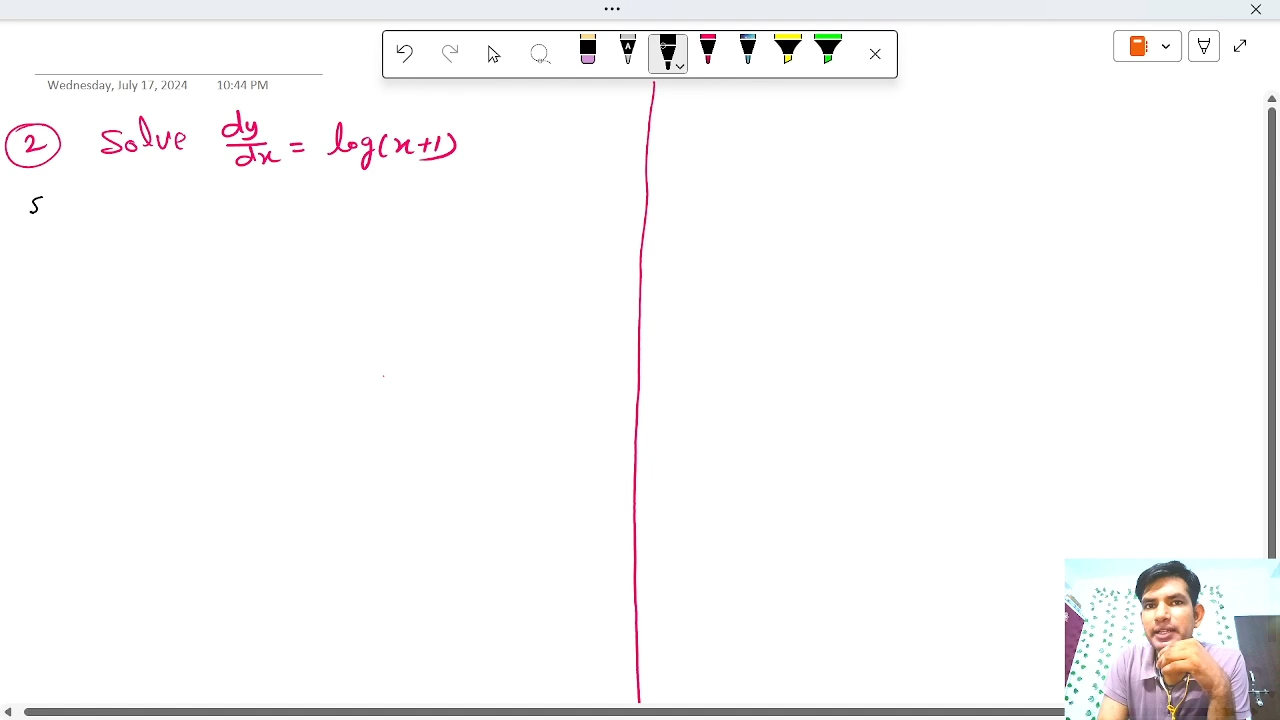 Wednesday, July 17, 2024 10:44 PM
2 Solve dy/dx = log(x+1)
S